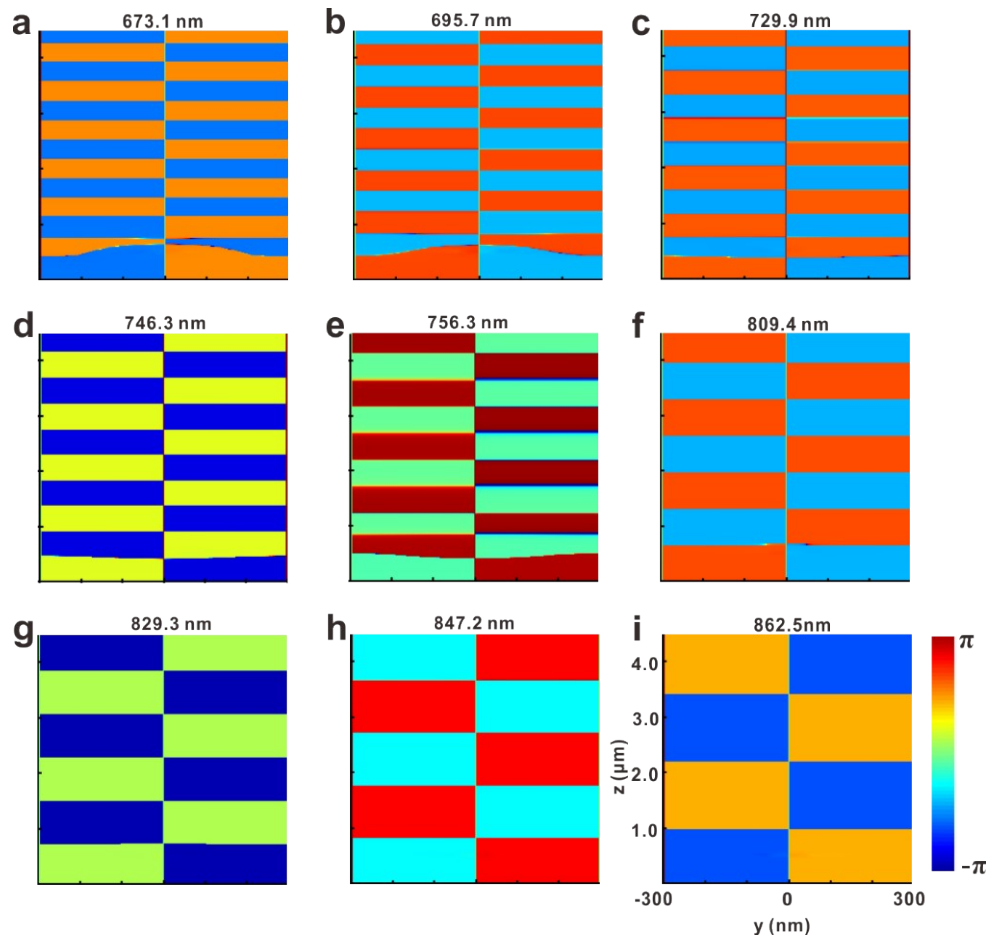 a 673.1 nm b 695.7 nm c 729.9 nm
d 746.3 nm e 756.3 nm f 809.4 nm
g 829.3 nm h 847.2 nm i 862.5nm
π
4.0
3.0
z (μm)
2.0
1.0
-π
-300 0 300
y (nm)